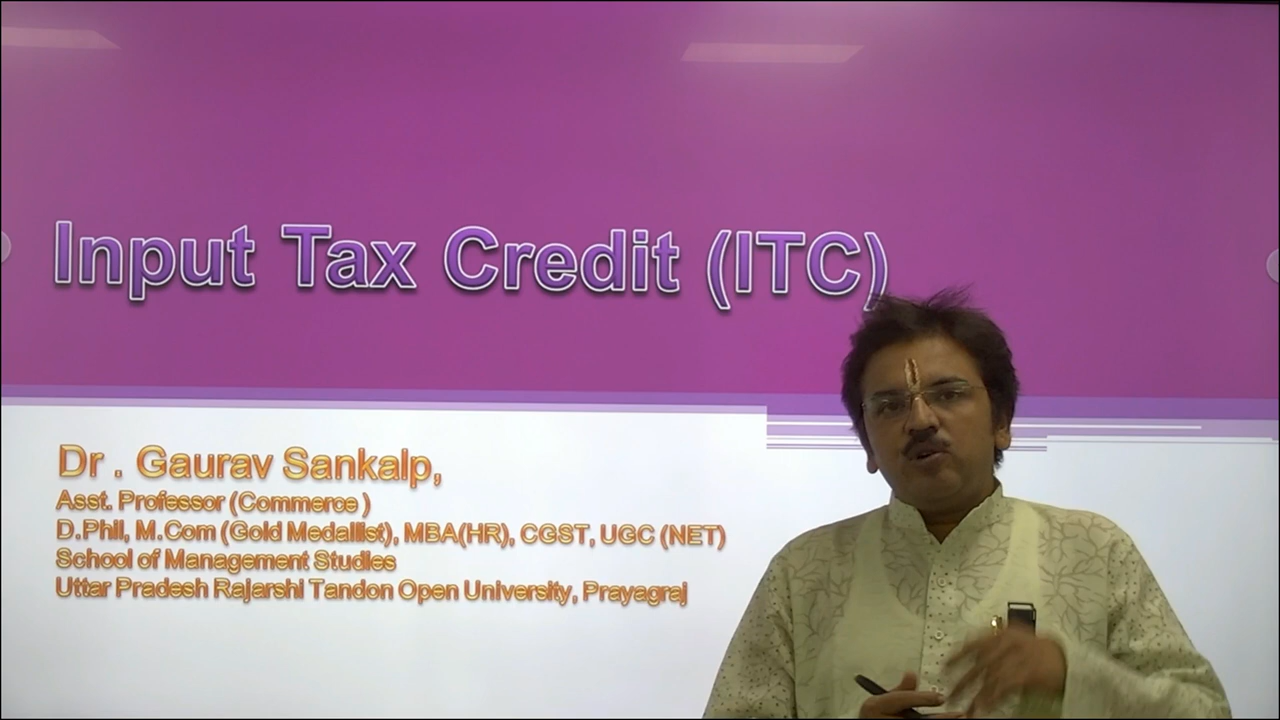 Input Tax Credit (ITC)
Dr . Gaurav Sankalp,
Asst. Professor (Commerce )
D.Phil, M.Com (Gold Medallist), MBA(HR), CGST, UGC (NET)
School of Management Studies
Uttar Pradesh Rajarshi Tandon Open University, Prayagraj